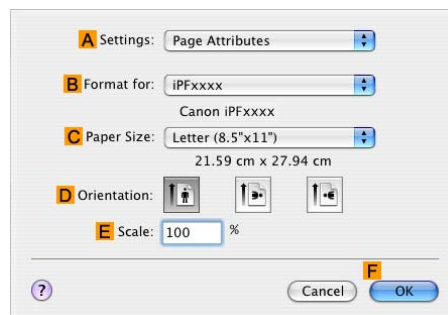 A Settings: Page Attributes
B Format for: iPFxxxx
Canon iPFxxxx
C Paper Size: Letter (8.5"x11")
21.59 cm x 27.94 cm
D Orientation:
E Scale: 100 %
F
? Cancel OK